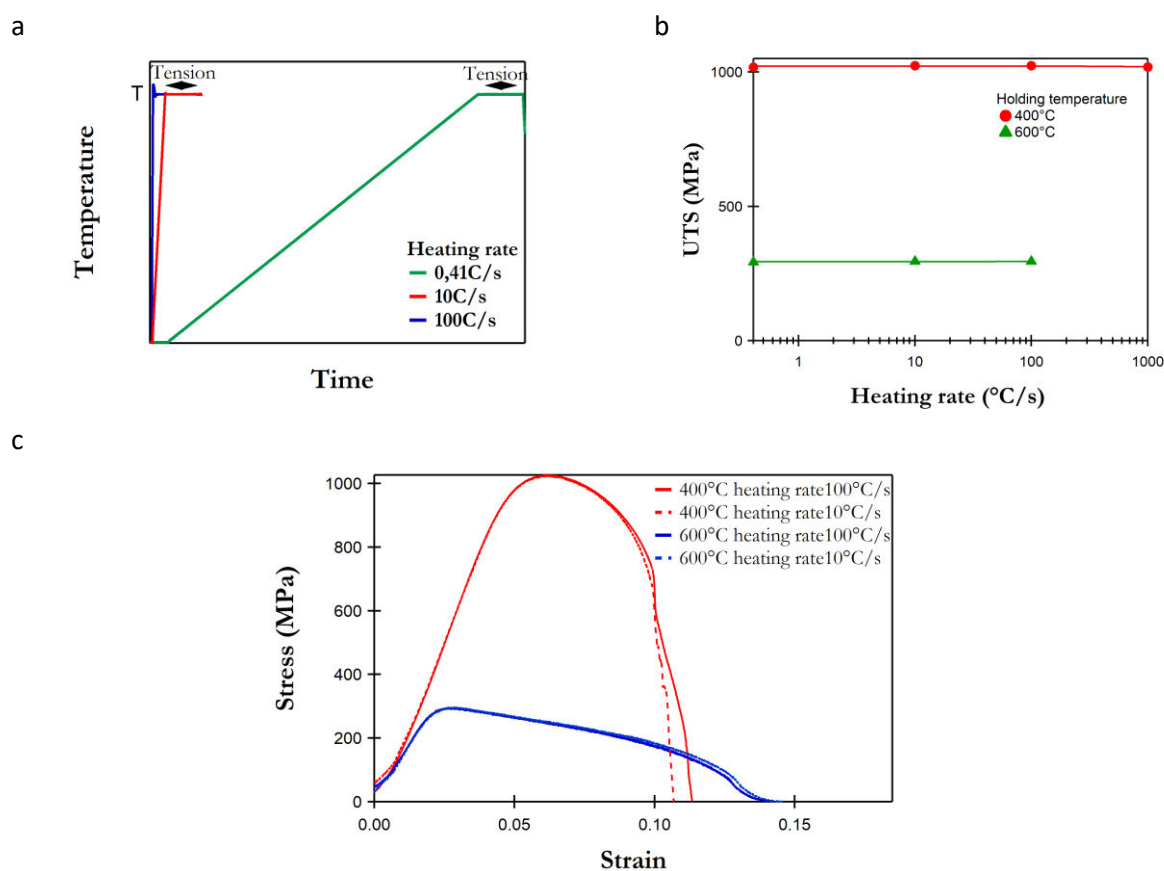 a
Tension
Tension
T
Temperature
Heating rate
0,41C/s
10C/s
100C/s
Time
b
1000
500
0
UTS (MPa)
Holding temperature
400°C
600°C
1
10
100
1000
Heating rate (°C/s)
c
1000
800
600
400
200
0
Stress (MPa)
400°C heating rate100°C/s
400°C heating rate10°C/s
600°C heating rate100°C/s
600°C heating rate10°C/s
0.00
0.05
0.10
0.15
Strain